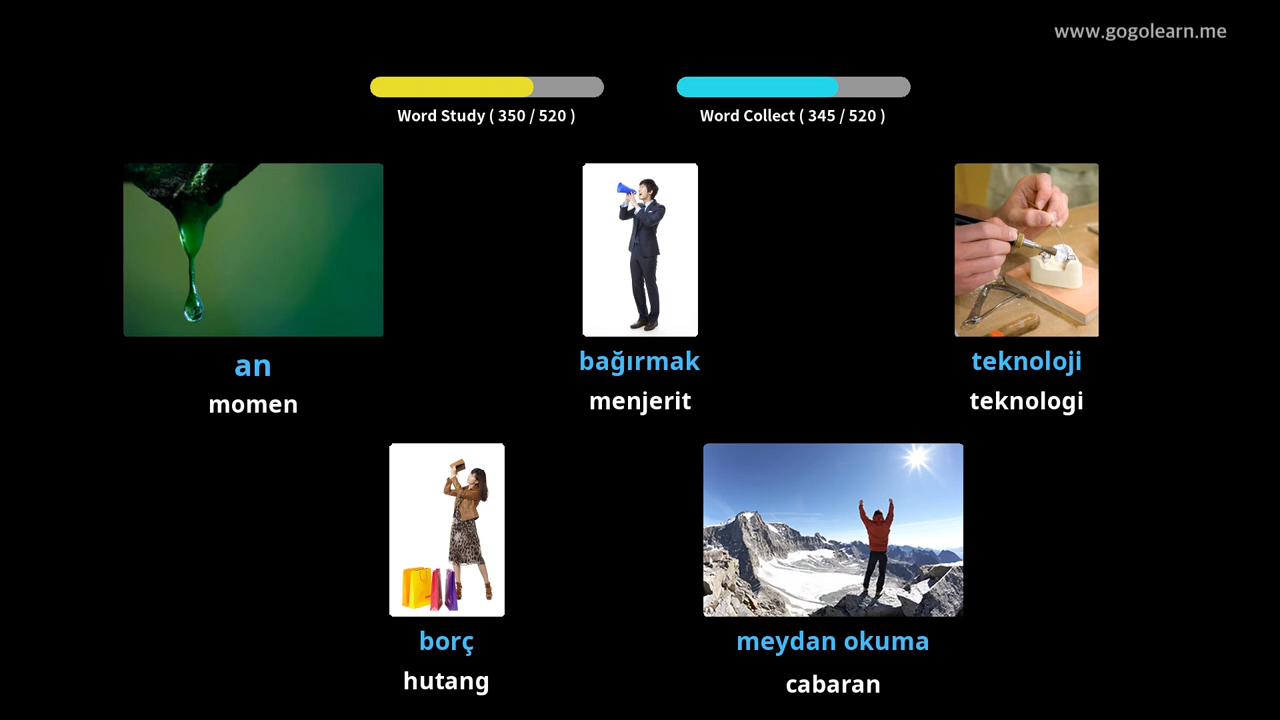 www.gogolearn.me
Word Study ( 350 / 520 )
Word Collect ( 345 / 520 )
an
momen
bağırmak
menjerit
teknoloji
teknologi
borç
hutang
meydan okuma
cabaran